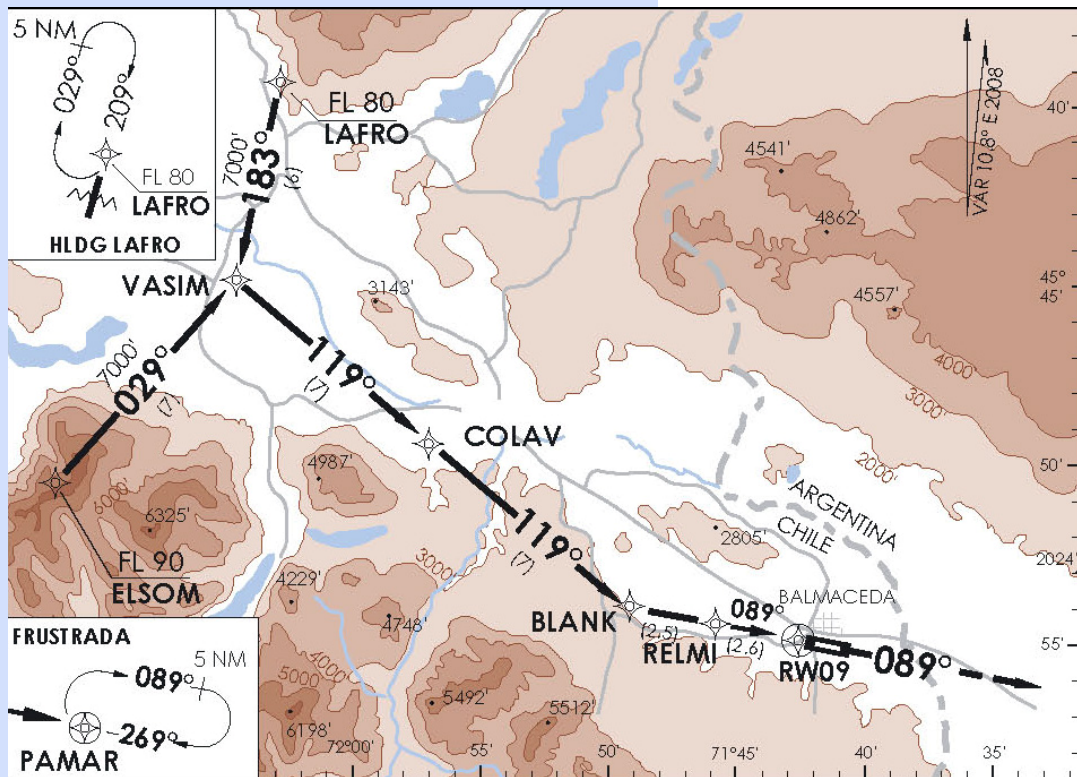 5 NM
029°
209°
FL 80
LAFRO
HLDG LAFRO
FL 80
LAFRO
7000'
183°
(6)
VASIM
3143'
119°
(7)
7000'
029°
(7)
COLAV
4541'
4862'
4557'
VAR 10.8° E 2008
40'
45°
45'
4000'
3000'
2000'
50'
4987'
6000'
6325'
FL 90
ELSOM
3000'
4229'
4748'
119°
(7)
ARGENTINA
CHILE
2805'
2024'
BALMACEDA
BLANK
089°
(2,5)
RELMI
(2.6)
RW09
089°
55'
FRUSTRADA
089°
5 NM
269°
PAMAR
4000'
5000'
6198'
5492'
5512'
72°00'
55'
50'
71°45'
40'
35'